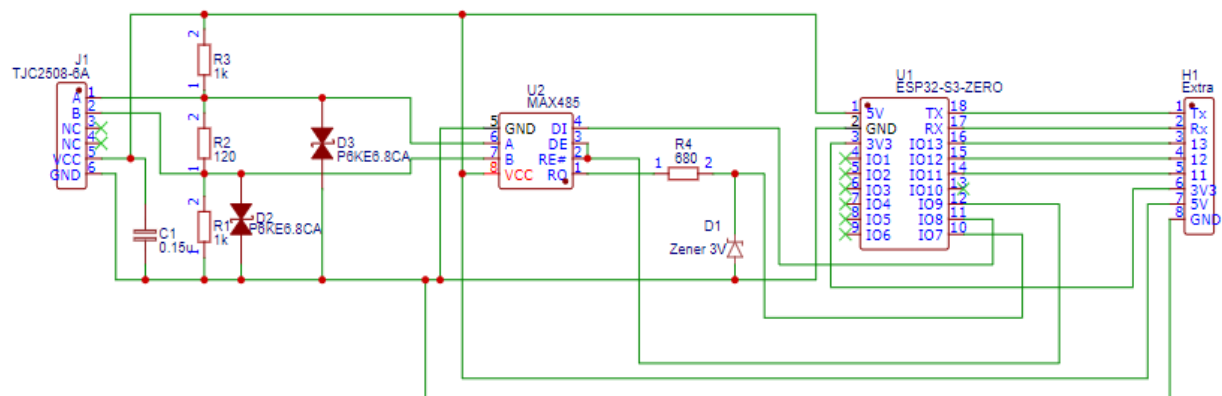 J1
TJC2508-6A
A 1
B 2
NC 3
NC 4
VCC 5
GND 6
2
R3
1k
1
2
R2
120
1
2
R1
1k
1
C1
0.15u
D2
P6KE6.8CA
D3
P6KE6.8CA
U2
MAX485
5 GND DI 4
6 A DE 3
7 B RE# 2
8 VCC RO 1
R4
1 680 2
D1
Zener 3V
U1
ESP32-S3-ZERO
1 5V TX 18
2 GND RX 17
3 3V3 IO13 16
4 IO1 IO12 15
5 IO2 IO11 14
6 IO3 IO10 13
7 IO4 IO9 12
8 IO5 IO8 11
9 IO6 IO7 10
H1
Extra
1 Tx
2 Rx
3 13
4 12
5 11
6 3V3
7 5V
8 GND